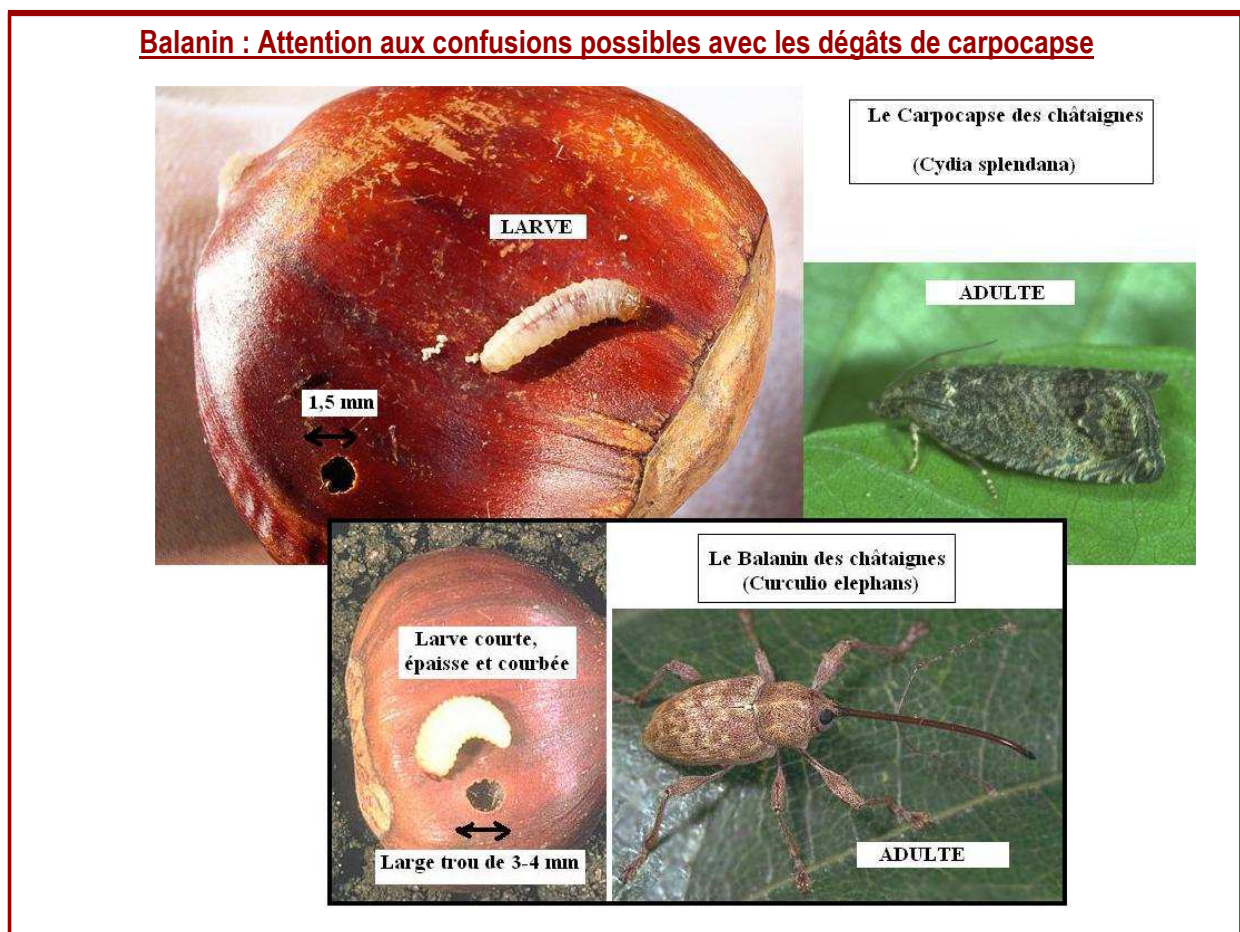 Balanin : Attention aux confusions possibles avec les dégâts de carpocapse
Le Carpocapse des châtaignes
(Cydia splendana)
LARVE
ADULTE
1,5 mm
Le Balanin des châtaignes
(Curculio elephans)
Larve courte,
épaisse et courbée
Large trou de 3-4 mm
ADULTE